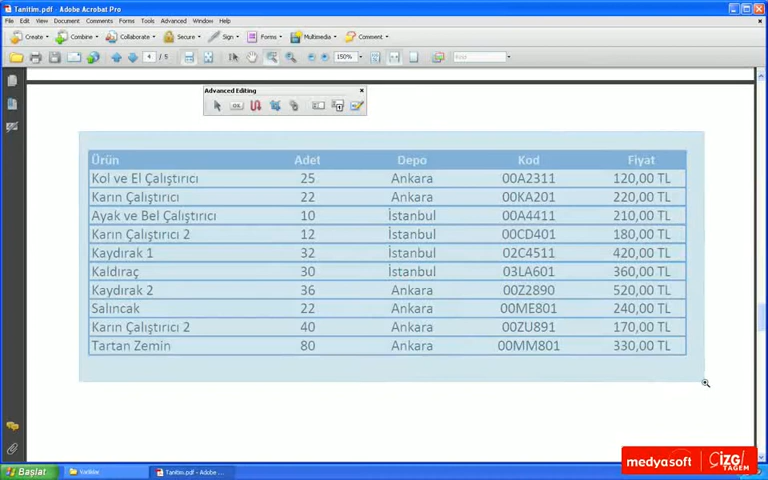 Tanitim.pdf - Adobe Acrobat Pro
File Edit View Document Comments Forms Tools Advanced Window Help
Create Combine Collaborate Secure Sign Forms Multimedia Comment
4 / 5 150% Find
Advanced Editing
Ürün Adet Depo Kod Fiyat
Kol ve El Çalıştırıcı 25 Ankara 00A2311 120,00 TL
Karın Çalıştırıcı 22 Ankara 00KA201 220,00 TL
Ayak ve Bel Çalıştırıcı 10 İstanbul 00A4411 210,00 TL
Karın Çalıştırıcı 2 12 İstanbul 00CD401 180,00 TL
Kaydırak 1 32 İstanbul 02C4511 420,00 TL
Kaldıraç 30 İstanbul 03LA601 360,00 TL
Kaydırak 2 36 Ankara 00Z2890 520,00 TL
Salıncak 22 Ankara 00ME801 240,00 TL
Karın Çalıştırıcı 2 40 Ankara 00ZU891 170,00 TL
Tartan Zemin 80 Ankara 00MM801 330,00 TL
medyasoft ÇİZGİ
TAGEM
Başlat Tanitim.pdf - Adobe ...